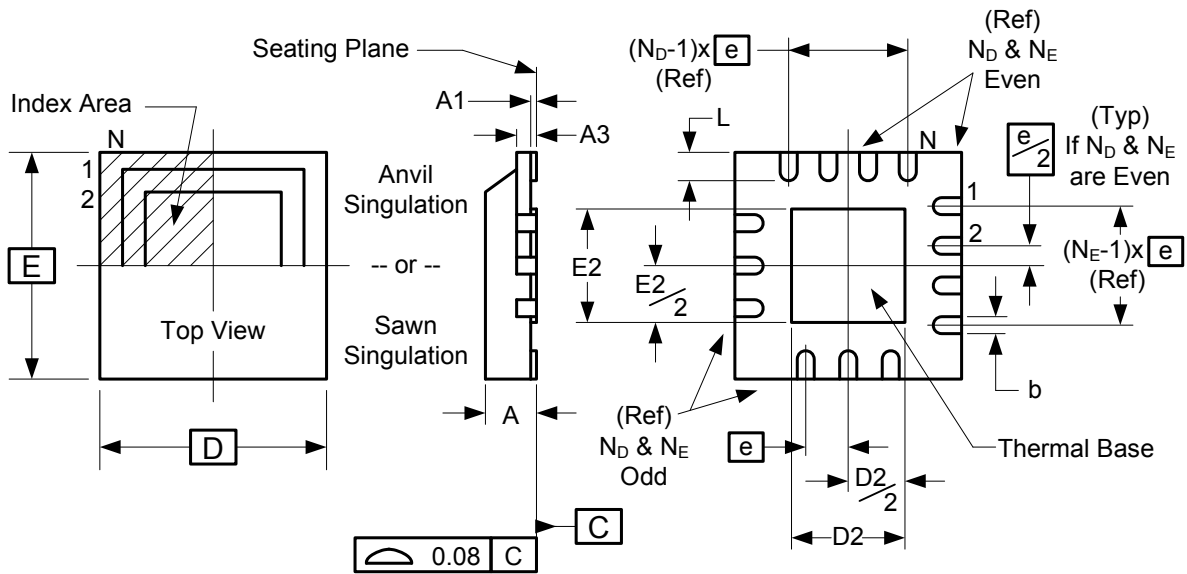 Seating Plane
Index Area
N
1
2
E
Top View
D
A1
A3
Anvil
Singulation
-- or --
Sawn
Singulation
A
C
0.08 C
(N_D-1)x e
(Ref)
L
(Ref)
N_D & N_E
Even
N
e/2
(Typ)
If N_D & N_E
are Even
1
2
(N_E-1)x e
(Ref)
E2
E2/2
b
(Ref)
N_D & N_E
Odd
e
Thermal Base
D2/2
D2